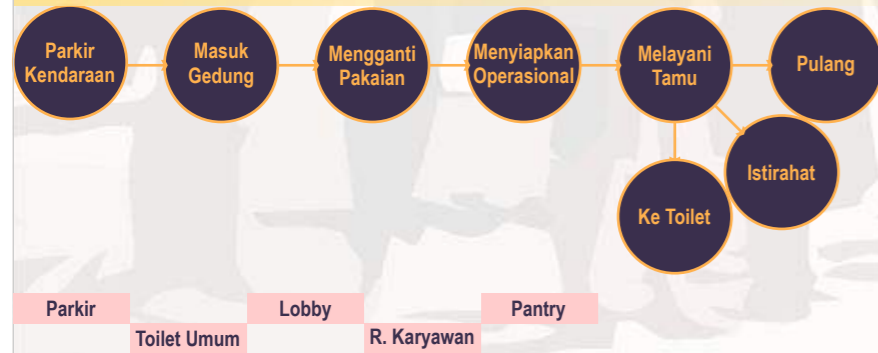 Parkir
Kendaraan
Masuk
Gedung
Mengganti
Pakaian
Menyiapkan
Operasional
Melayani
Tamu
Pulang
Istirahat
Ke Toilet
Parkir
Lobby
Pantry
Toilet Umum
R. Karyawan